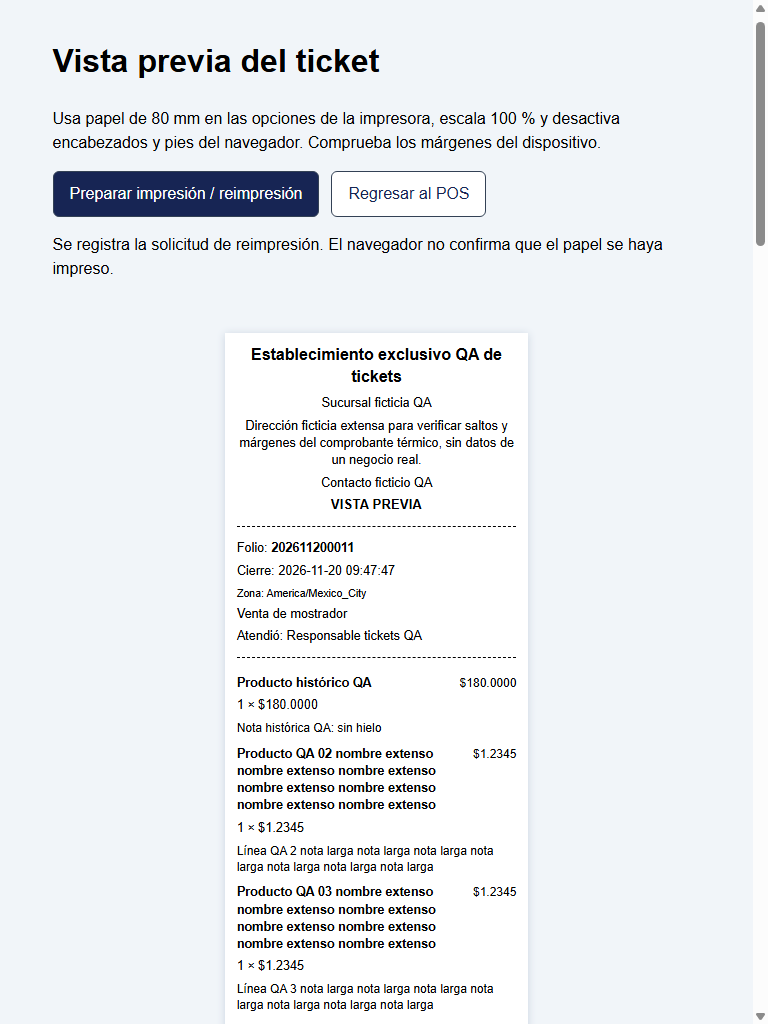 Vista previa del ticket
Usa papel de 80 mm en las opciones de la impresora, escala 100 % y desactiva
encabezados y pies del navegador. Comprueba los márgenes del dispositivo.
Preparar impresión / reimpresión
Regresar al POS
Se registra la solicitud de reimpresión. El navegador no confirma que el papel se haya
impreso.
Establecimiento exclusivo QA de
tickets
Sucursal ficticia QA
Dirección ficticia extensa para verificar saltos y
márgenes del comprobante térmico, sin datos de
un negocio real.
Contacto ficticio QA
VISTA PREVIA
Folio: 202611200011
Cierre: 2026-11-20 09:47:47
Zona: America/Mexico_City
Venta de mostrador
Atendió: Responsable tickets QA
Producto histórico QA $180.0000
1 × $180.0000
Nota histórica QA: sin hielo
Producto QA 02 nombre extenso $1.2345
nombre extenso nombre extenso
nombre extenso nombre extenso
nombre extenso nombre extenso
1 × $1.2345
Línea QA 2 nota larga nota larga nota larga nota
larga nota larga nota larga nota larga
Producto QA 03 nombre extenso $1.2345
nombre extenso nombre extenso
nombre extenso nombre extenso
nombre extenso nombre extenso
1 × $1.2345
Línea QA 3 nota larga nota larga nota larga nota
larga nota larga nota larga nota larga